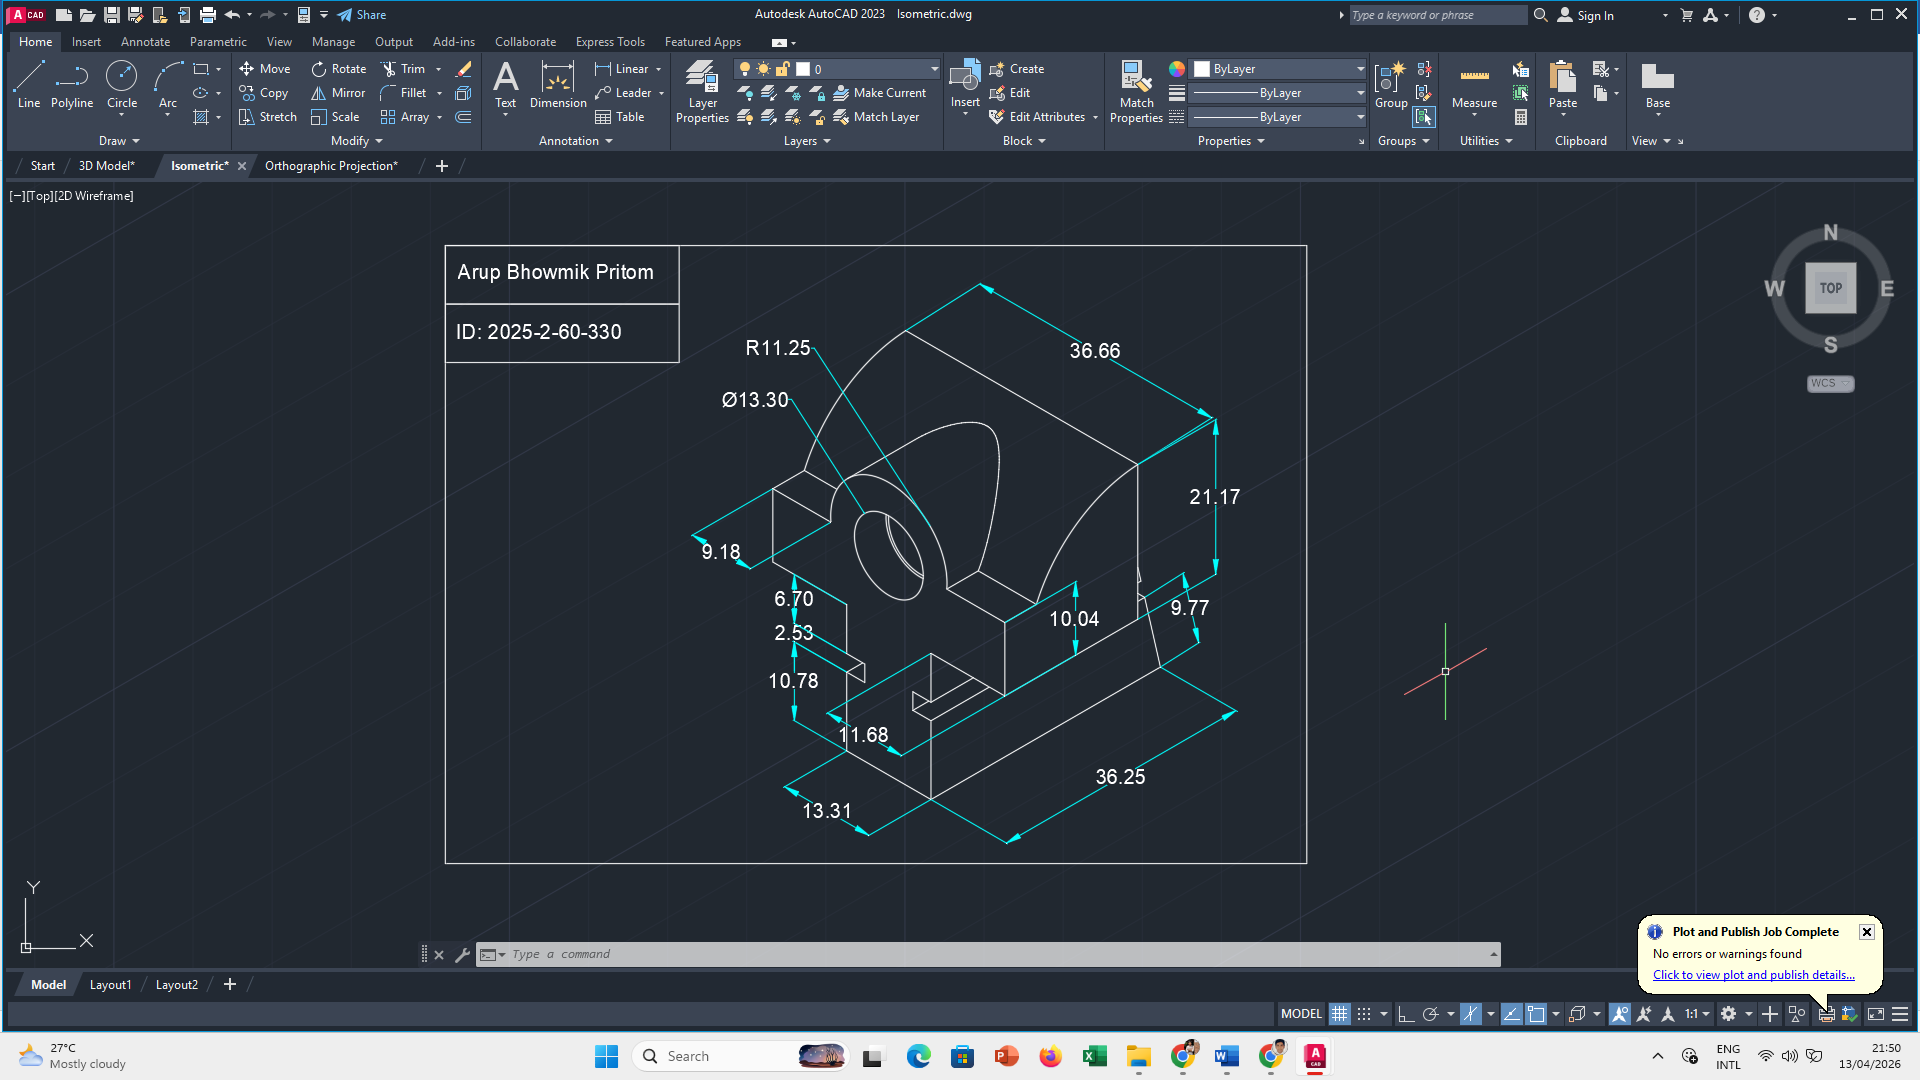 A CAD
Share
Autodesk AutoCAD 2023 Isometric.dwg
Type a keyword or phrase
Sign In
Home Insert Annotate Parametric View Manage Output Add-ins Collaborate Express Tools Featured Apps
Line Polyline Circle Arc
Move Rotate Trim
Copy Mirror Fillet
Stretch Scale Array
Text Dimension
Linear
Leader
Table
Layer Properties
0
Make Current
Match Layer
Insert
Create
Edit
Edit Attributes
Match Properties
ByLayer
ByLayer
ByLayer
Group
Measure
Paste
Base
Draw Modify Annotation Layers Block Properties Groups Utilities Clipboard View
Start 3D Model* Isometric* Orthographic Projection*
[−][Top][2D Wireframe]
N
W TOP E
S
WCS
Arup Bhowmik Pritom
ID: 2025-2-60-330
R11.25
36.66
Ø13.30
21.17
9.18
6.70
9.77
10.04
2.53
10.78
11.68
36.25
13.31
Y
X
Type a command
Plot and Publish Job Complete
No errors or warnings found
Click to view plot and publish details...
Model Layout1 Layout2
MODEL
1:1
27°C
Mostly cloudy
Search
ENG
INTL
21:50
13/04/2026